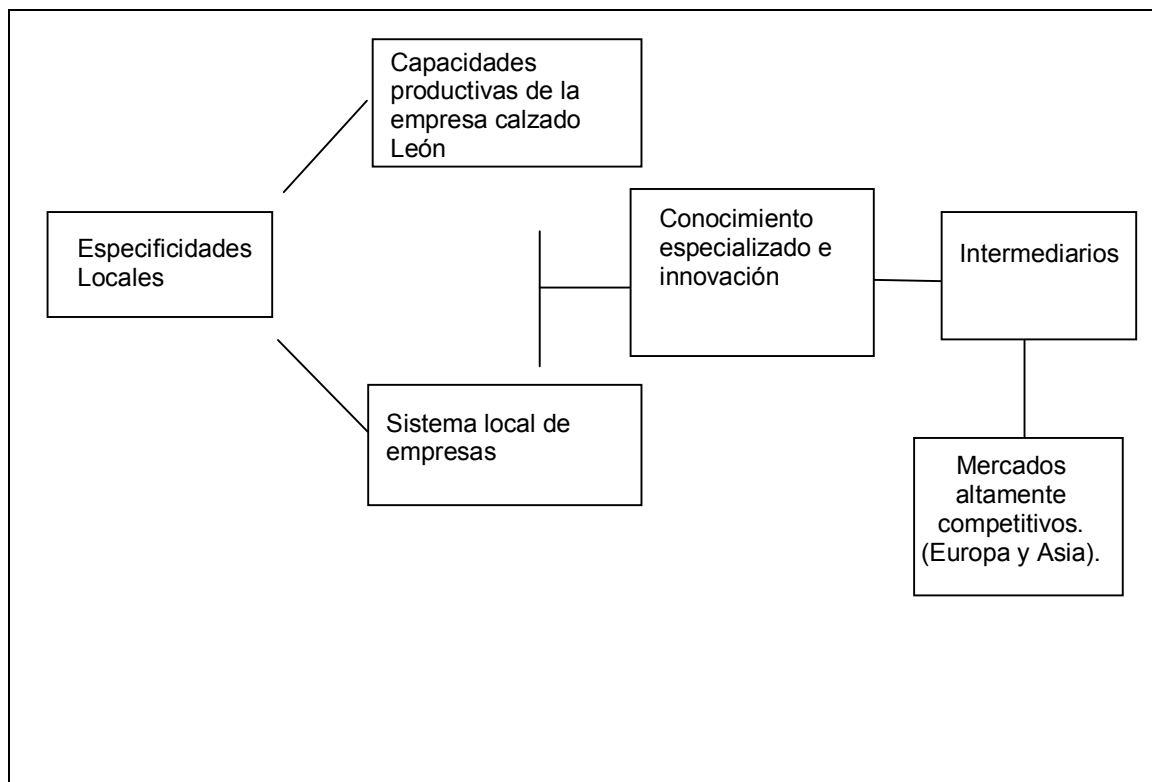 Capacidades
productivas de la
empresa calzado
León
Especificidades
Locales
Conocimiento
especializado e
innovación
Intermediarios
Sistema local de
empresas
Mercados
altamente
competitivos.
(Europa y Asia).